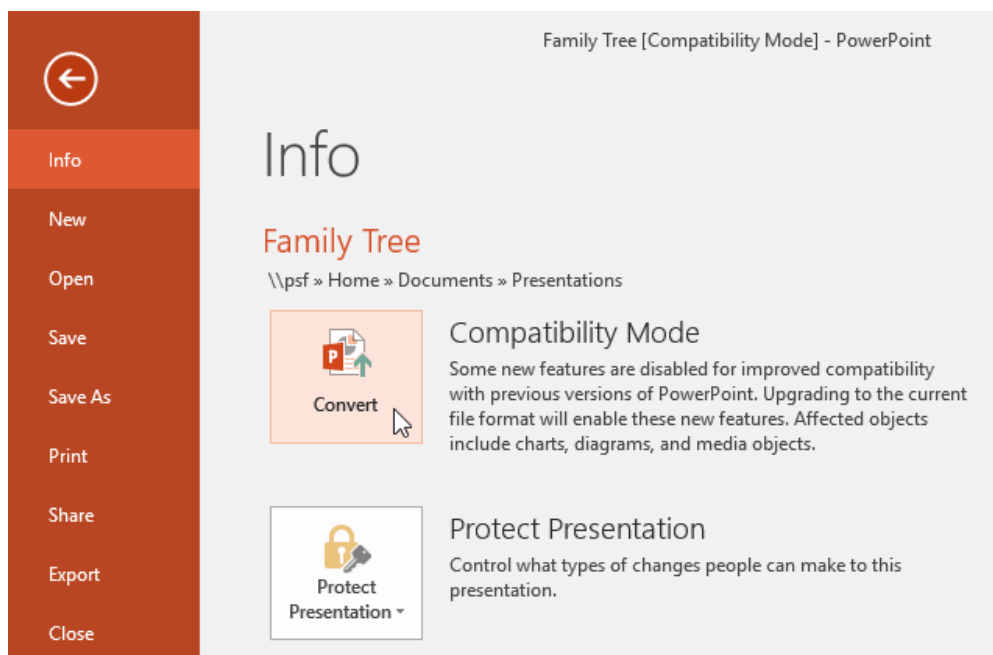 Family Tree [Compatibility Mode] - PowerPoint
Info
New
Open
Save
Save As
Print
Share
Export
Close
Info
Family Tree
\\psf » Home » Documents » Presentations
P
Convert
Compatibility Mode
Some new features are disabled for improved compatibility
with previous versions of PowerPoint. Upgrading to the current
file format will enable these new features. Affected objects
include charts, diagrams, and media objects.
Protect
Presentation
Protect Presentation
Control what types of changes people can make to this
presentation.